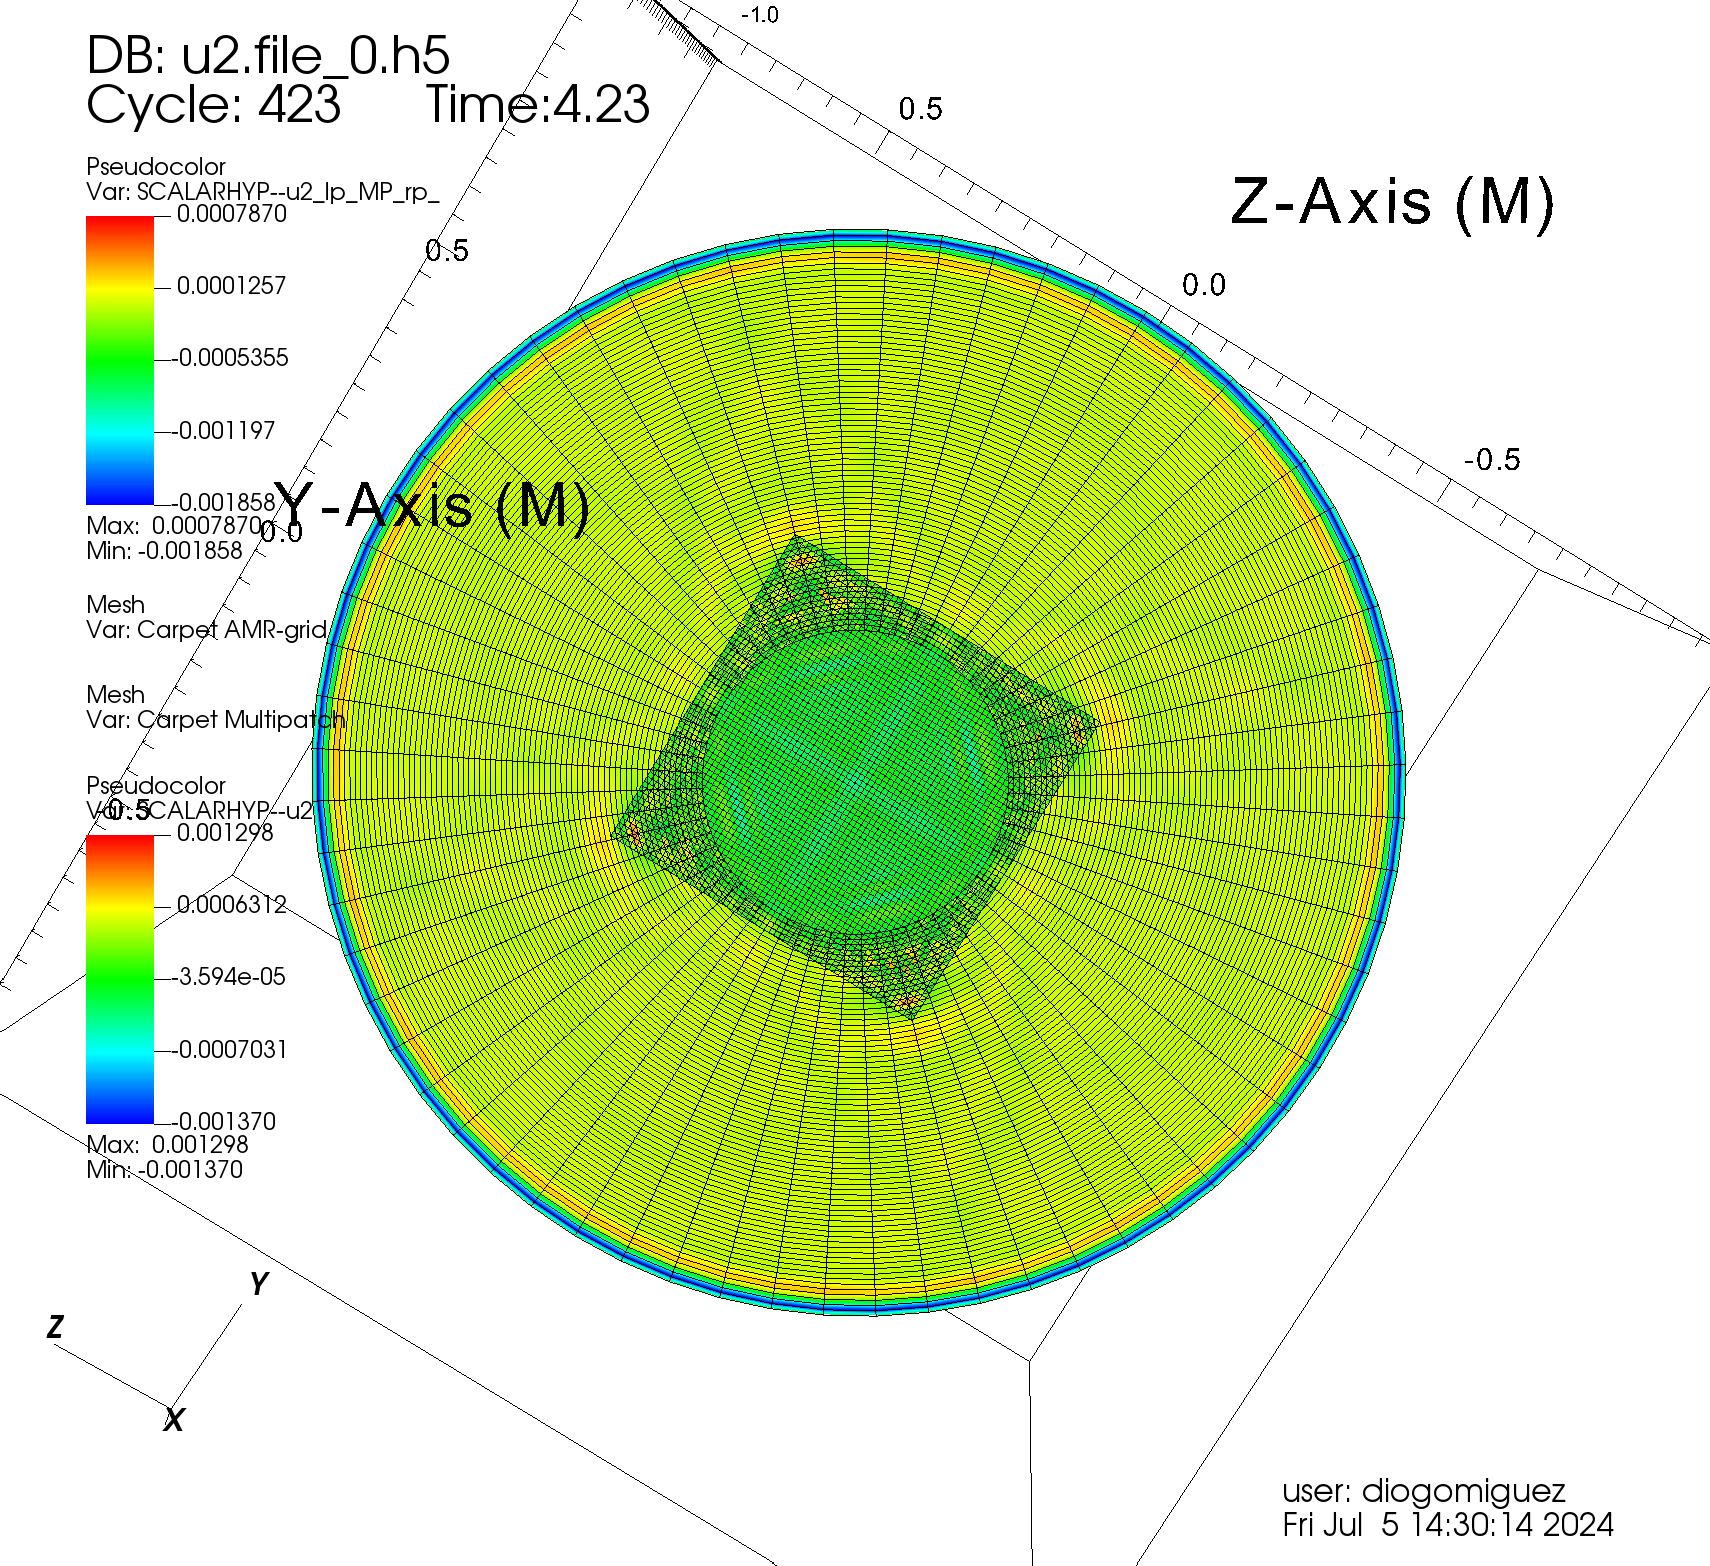 DB: u2.file_0.h5
Cycle: 423 Time:4.23
Pseudocolor
Var: SCALARHYP--u2_lp_MP_rp_
0.0007870
0.0001257
-0.0005355
-0.001197
-0.001858
Max: 0.0007870
Min: -0.001858
Mesh
Var: Carpet AMR-grid
Mesh
Var: Carpet Multipatch
Pseudocolor
Var: SCALARHYP--u2
0.001298
0.0006312
-3.594e-05
-0.0007031
-0.001370
Max: 0.001298
Min: -0.001370
-1.0
0.5
0.0
-0.5
Z-Axis (M)
0.5
0.0
-0.5
Y-Axis (M)
Y
Z
X
user: diogomiguez
Fri Jul 5 14:30:14 2024